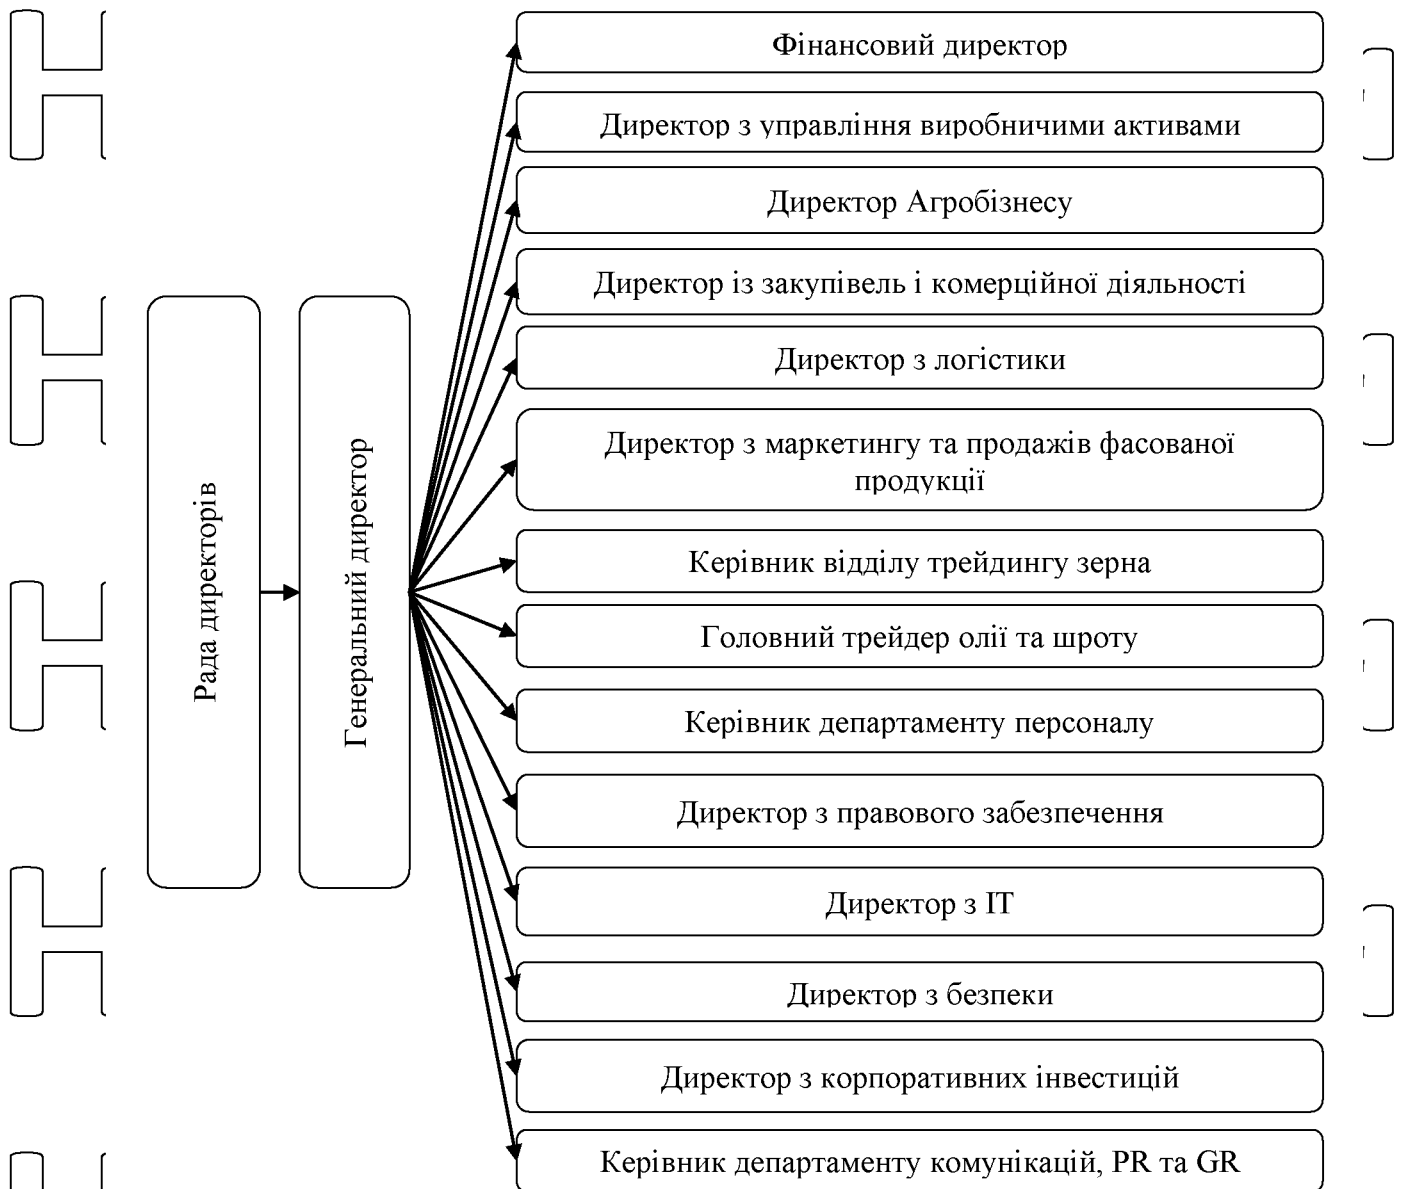 Рада директорів
Генеральний директор
Фінансовий директор
Директор з управління виробничими активами
Директор Агробізнесу
Директор із закупівель і комерційної діяльності
Директор з логістики
Директор з маркетингу та продажів фасованої
продукції
Керівник відділу трейдингу зерна
Головний трейдер олії та шроту
Керівник департаменту персоналу
Директор з правового забезпечення
Директор з ІТ
Директор з безпеки
Директор з корпоративних інвестицій
Керівник департаменту комунікацій, PR та GR